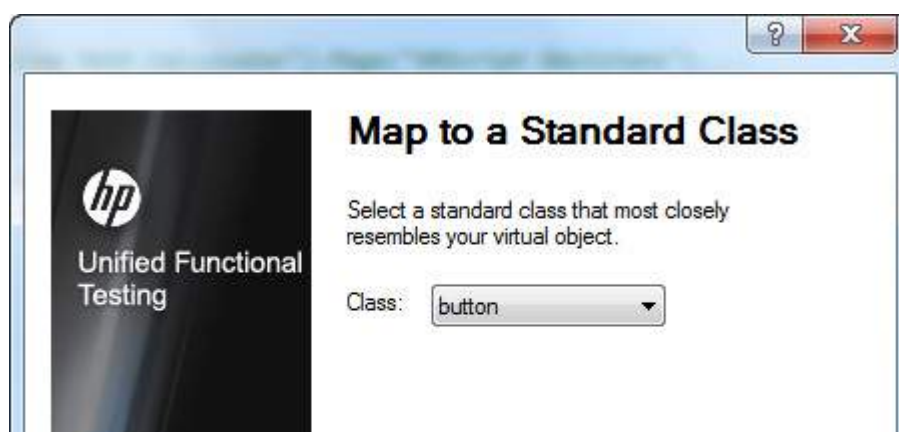 Map to a Standard Class
hp
Unified Functional
Testing
Select a standard class that most closely
resembles your virtual object.
Class:
button